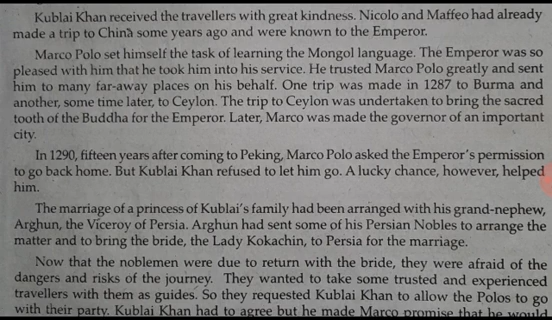 Kublai Khan received the travellers with great kindness. Nicolo and Maffeo had already
made a trip to China some years ago and were known to the Emperor.
Marco Polo set himself the task of learning the Mongol language. The Emperor was so
pleased with him that he took him into his service. He trusted Marco Polo greatly and sent
him to many far-away places on his behalf. One trip was made in 1287 to Burma and
another, some time later, to Ceylon. The trip to Ceylon was undertaken to bring the sacred
tooth of the Buddha for the Emperor. Later, Marco was made the governor of an important
city.
In 1290, fifteen years after coming to Peking, Marco Polo asked the Emperor's permission
to go back home. But Kublai Khan refused to let him go. A lucky chance, however, helped
him.
The marriage of a princess of Kublai's family had been arranged with his grand-nephew,
Arghun, the Viceroy of Persia. Arghun had sent some of his Persian Nobles to arrange the
matter and to bring the bride, the Lady Kokachin, to Persia for the marriage.
Now that the noblemen were due to return with the bride, they were afraid of the
dangers and risks of the journey. They wanted to take some trusted and experienced
travellers with them as guides. So they requested Kublai Khan to allow the Polos to go
with their party. Kublai Khan had to agree but he made Marco promise that he would